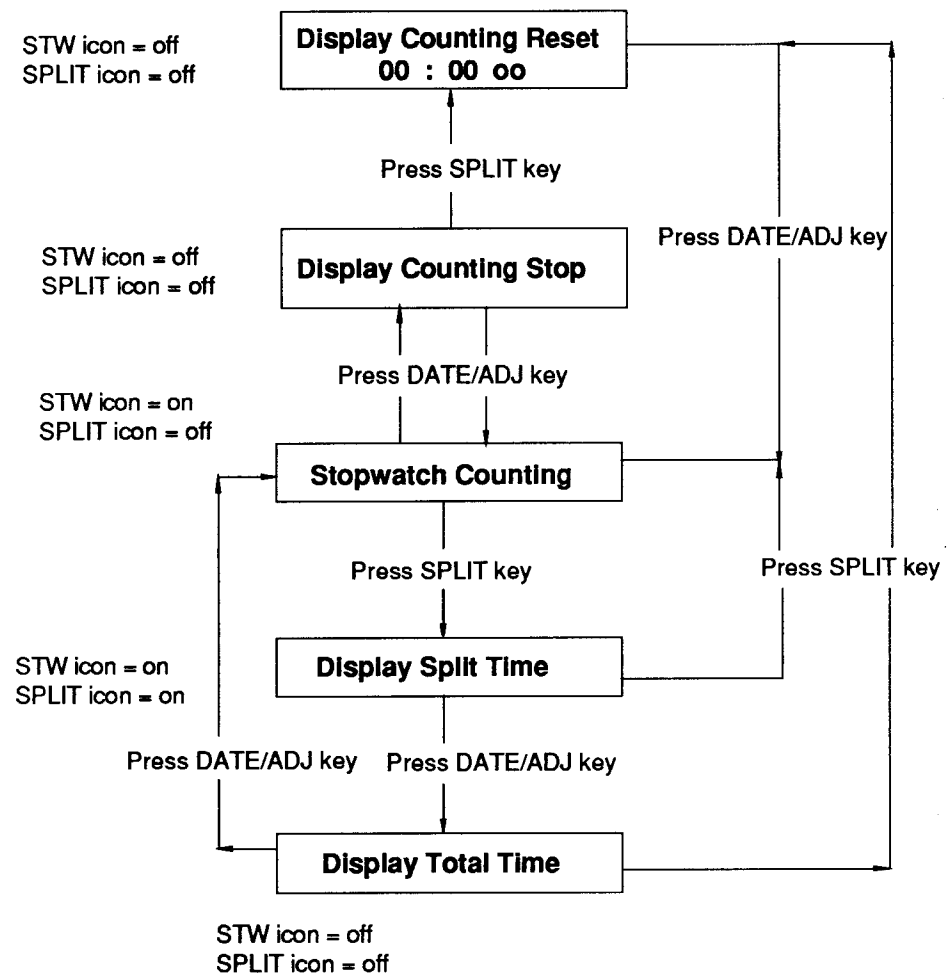 STW icon = off
SPLIT icon = off
Display Counting Reset
00 : 00 oo
Press SPLIT key
STW icon = off
SPLIT icon = off
Display Counting Stop
Press DATE/ADJ key
Press DATE/ADJ key
STW icon = on
SPLIT icon = off
Stopwatch Counting
Press SPLIT key
Press SPLIT key
STW icon = on
SPLIT icon = on
Display Split Time
Press DATE/ADJ key
Press DATE/ADJ key
Display Total Time
STW icon = off
SPLIT icon = off